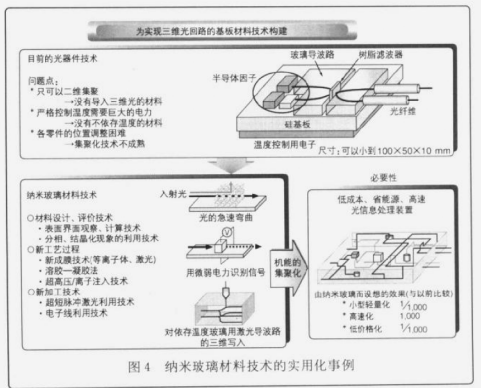 为实现三维光回路的基板材料技术构建
目前的光器件技术
问题点：
* 只可以二维集聚
→没有导入三维光的材料
* 严格控制温度需要巨大的电力
→没有不依存温度的材料
* 各零件的位置调整困难
→集聚化技术不成熟
玻璃导波路
树脂滤波器
半导体因子
光纤维
硅基板
温度控制用电子
尺寸：可以小到100×50×10 mm
纳米玻璃材料技术
○材料设计、评价技术
・表面界面观察、计算技术
・分相、结晶化现象的利用技术
○新工艺过程
・新成膜技术(等离子体、激光)
・溶胶一凝胶法
・超高压/离子注入技术
○新加工技术
・超短脉冲激光利用技术
・电子线利用技术
入射光
光的急速弯曲
用微弱电力识别信号
对依存温度玻璃用激光导波路
的三维写入
机能的
集聚化
必要性
低成本、省能源、高速
光信息处理装置
由纳米玻璃而设想的效果(与以前比较)
* 小型轻量化 1/1,000
* 高速化 1,000
* 低价格化 1/1,000
图 4 纳米玻璃材料技术的实用化事例